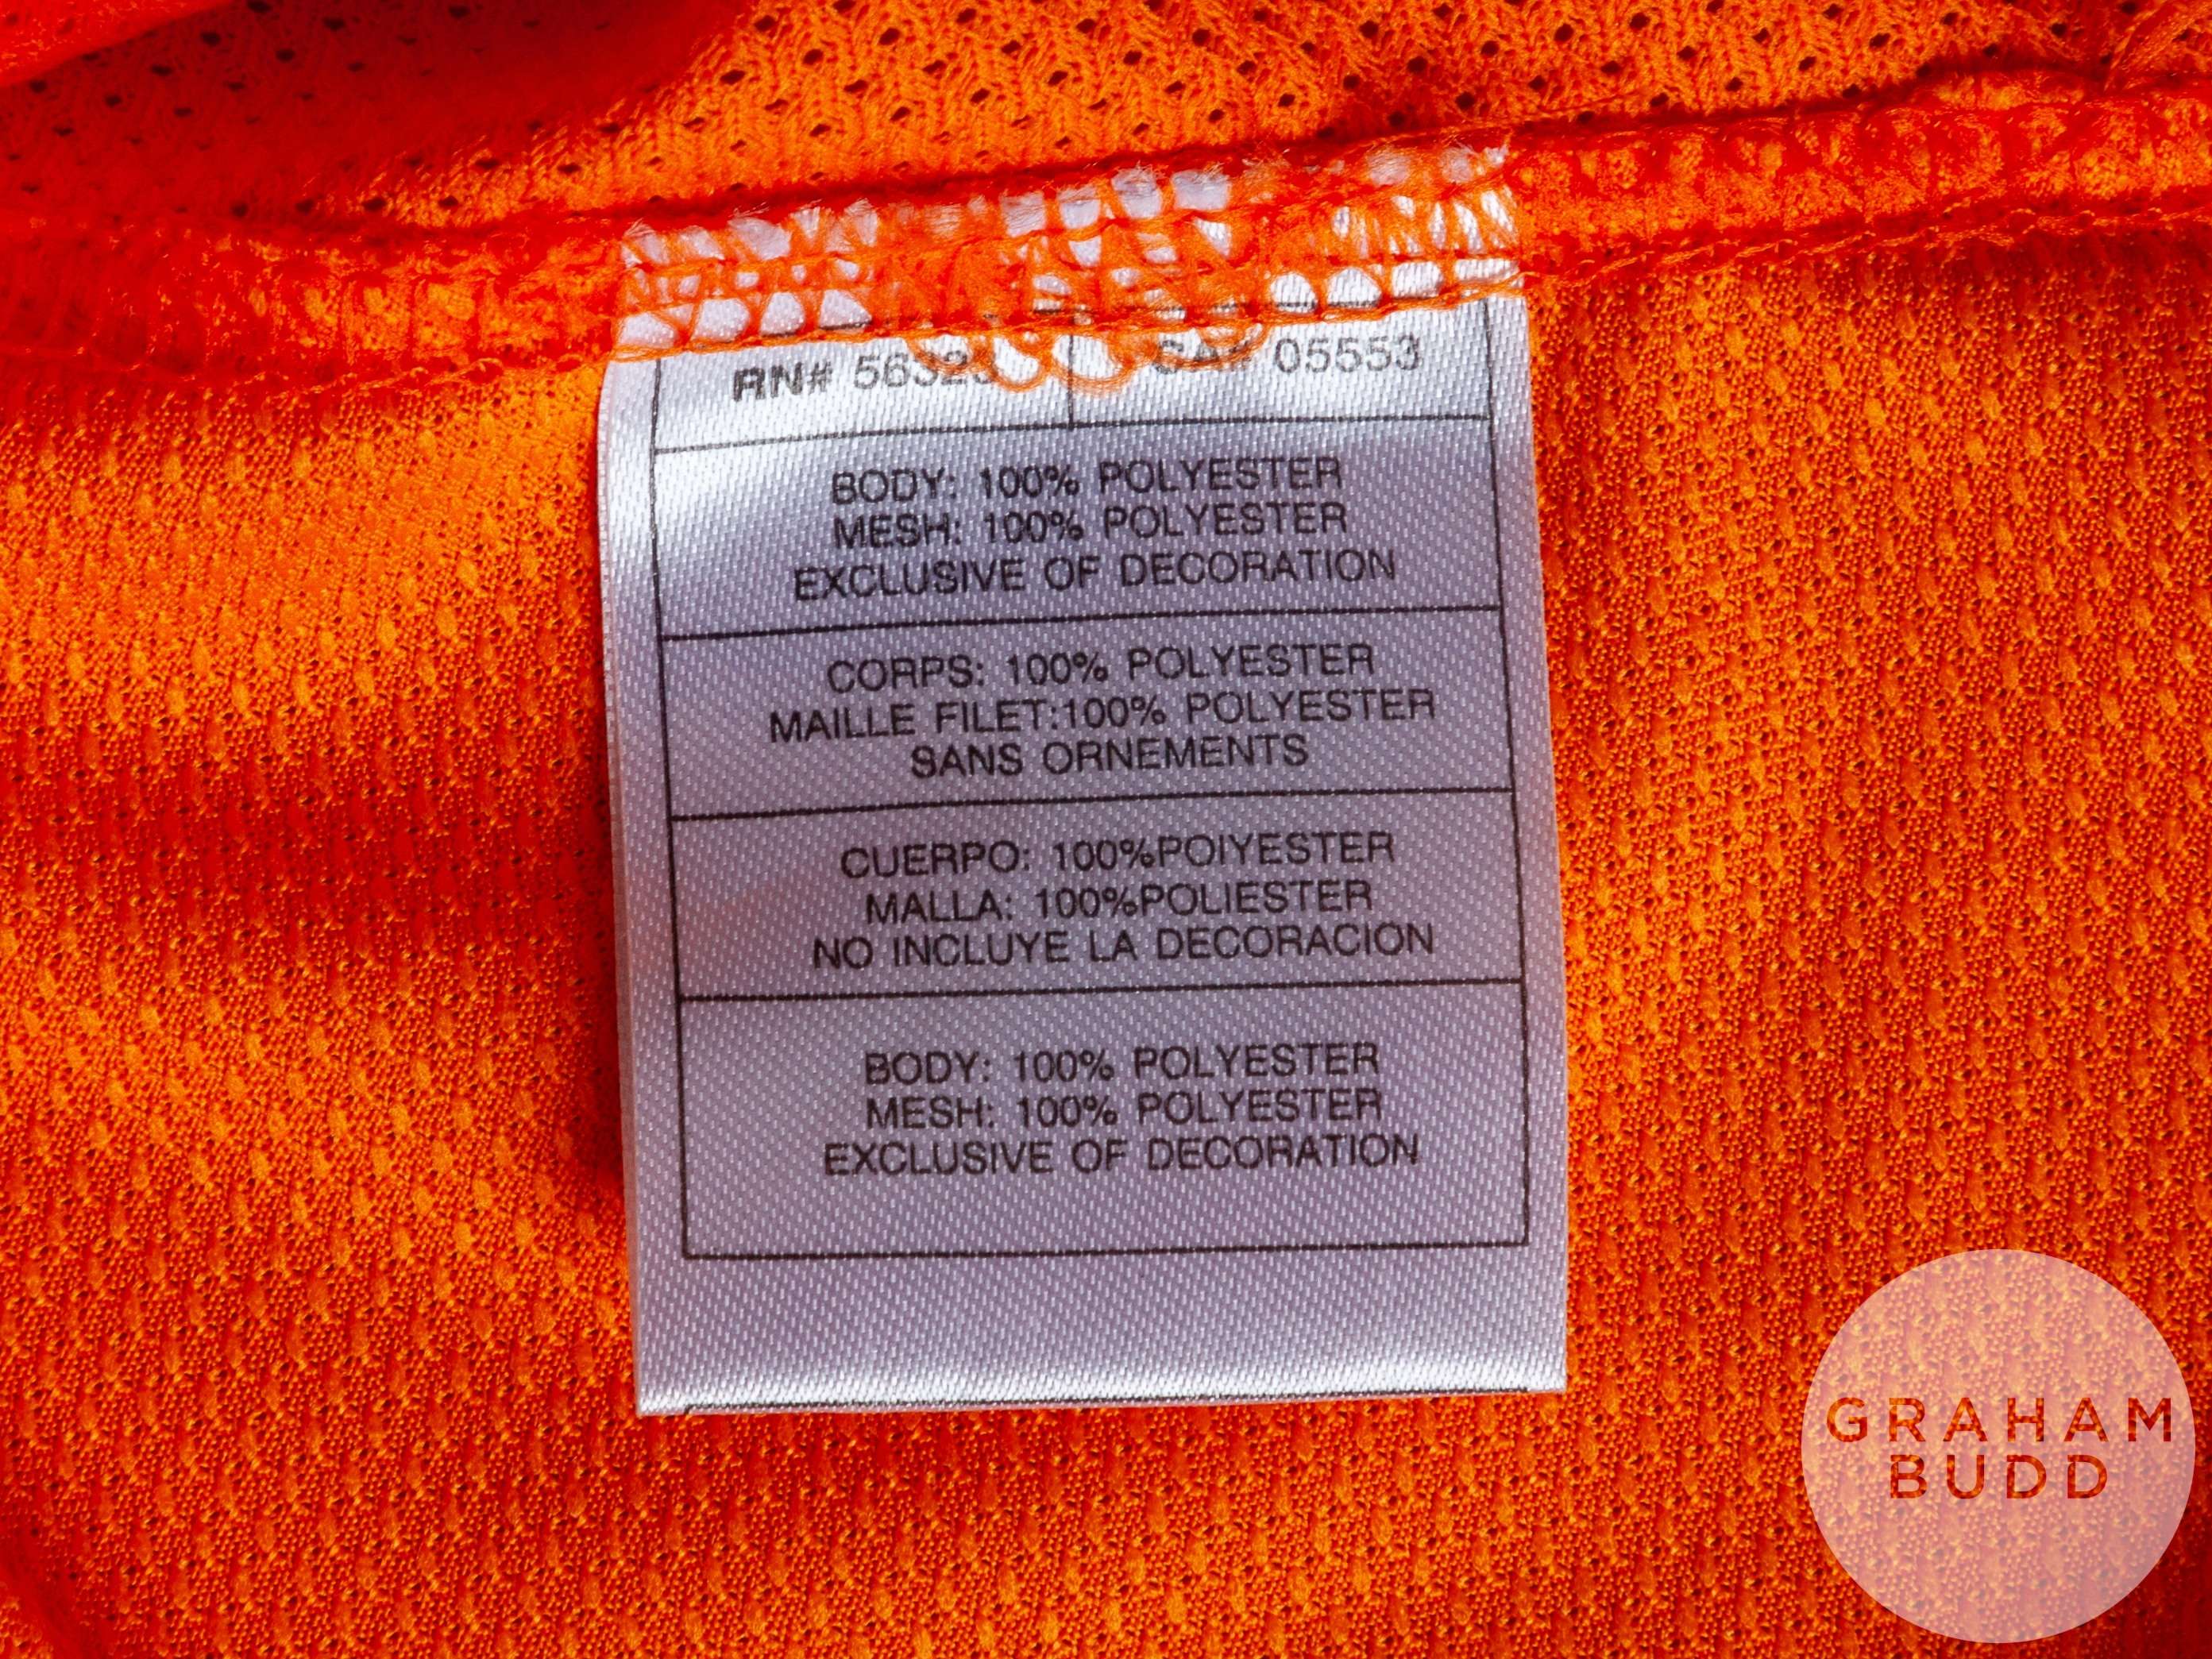 RN# 56323 CA# 05553
BODY: 100% POLYESTER
MESH: 100% POLYESTER
EXCLUSIVE OF DECORATION
CORPS: 100% POLYESTER
MAILLE FILET:100% POLYESTER
SANS ORNEMENTS
CUERPO: 100%POIYESTER
MALLA: 100%POLIESTER
NO INCLUYE LA DECORACION
BODY: 100% POLYESTER
MESH: 100% POLYESTER
EXCLUSIVE OF DECORATION
GRAHAM
BUDD